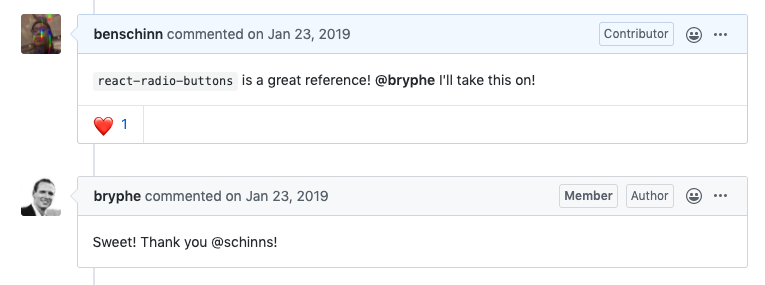 benschinn commented on Jan 23, 2019 Contributor
react-radio-buttons is a great reference! @bryphe I'll take this on!
1
bryphe commented on Jan 23, 2019 Member Author
Sweet! Thank you @schinns!